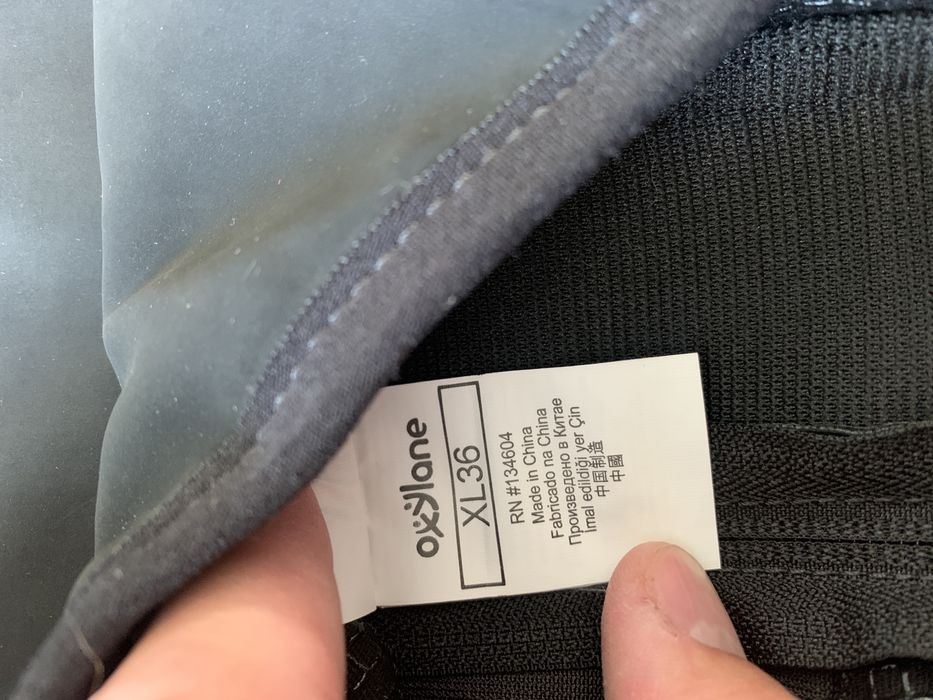 oxylane
XL36
RN #134604
Made in China
Fabricado na China
Произведено в Китае
İmal edildiği yer Çin
中国制造
中國